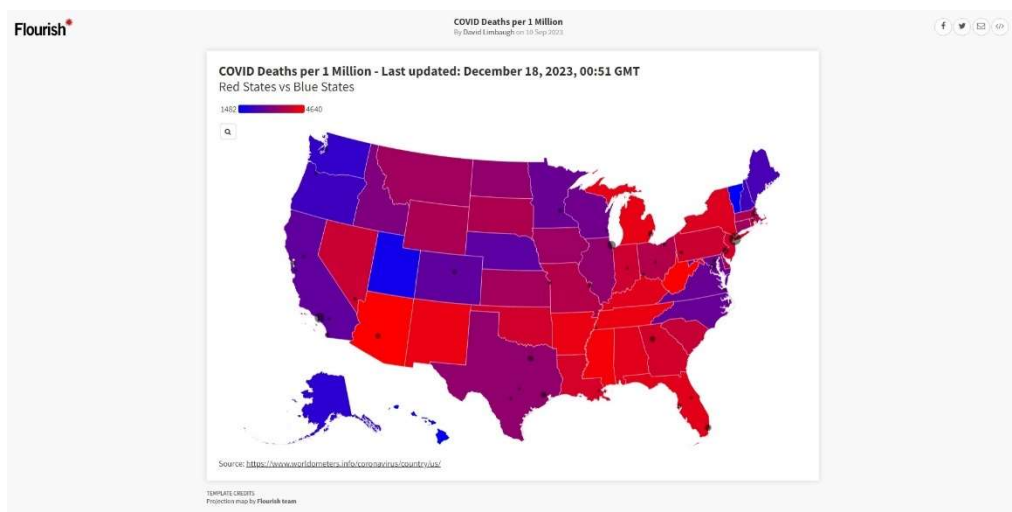 Flourish
COVID Deaths per 1 Million
By David Limbaugh on 10 Sep 2023
COVID Deaths per 1 Million - Last updated: December 18, 2023, 00:51 GMT
Red States vs Blue States
1482 4640
Source: https://www.worldometers.info/coronavirus/country/us/
TEMPLATE CREDITS
Projection map by Flourish team